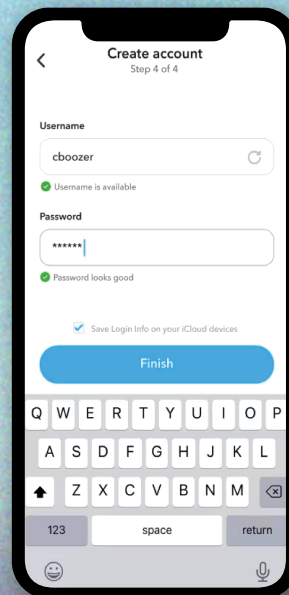 Create account
Step 4 of 4
Username
cboozer
Username is available
Password
******
Password looks good
Save Login Info on your iCloud devices
Finish
Q W E R T Y U I O P
A S D F G H J K L
Z X C V B N M
123 space return